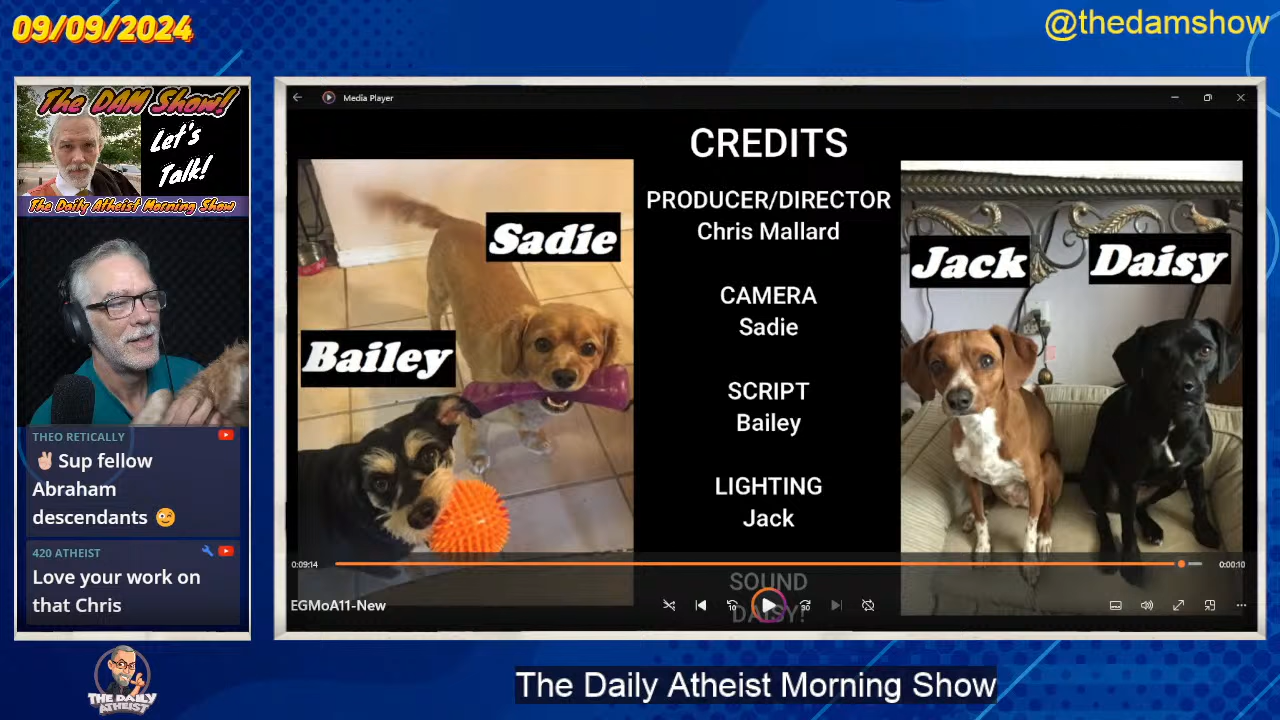 09/09/2024
@thedamshow
The DAM Show!
Let's
Talk!
The Daily Atheist Morning Show
THEO RETICALLY
✌🏻Sup fellow
Abraham
descendants 😉
420 ATHEIST
Love your work on
that Chris
THE DAILY
ATHEIST
Media Player
CREDITS
PRODUCER/DIRECTOR
Chris Mallard
CAMERA
Sadie
SCRIPT
Bailey
LIGHTING
Jack
SOUND
DAISY!
Sadie
Bailey
Jack
Daisy
0:09:14
0:00:10
EGMoA11-New
10
30
The Daily Atheist Morning Show